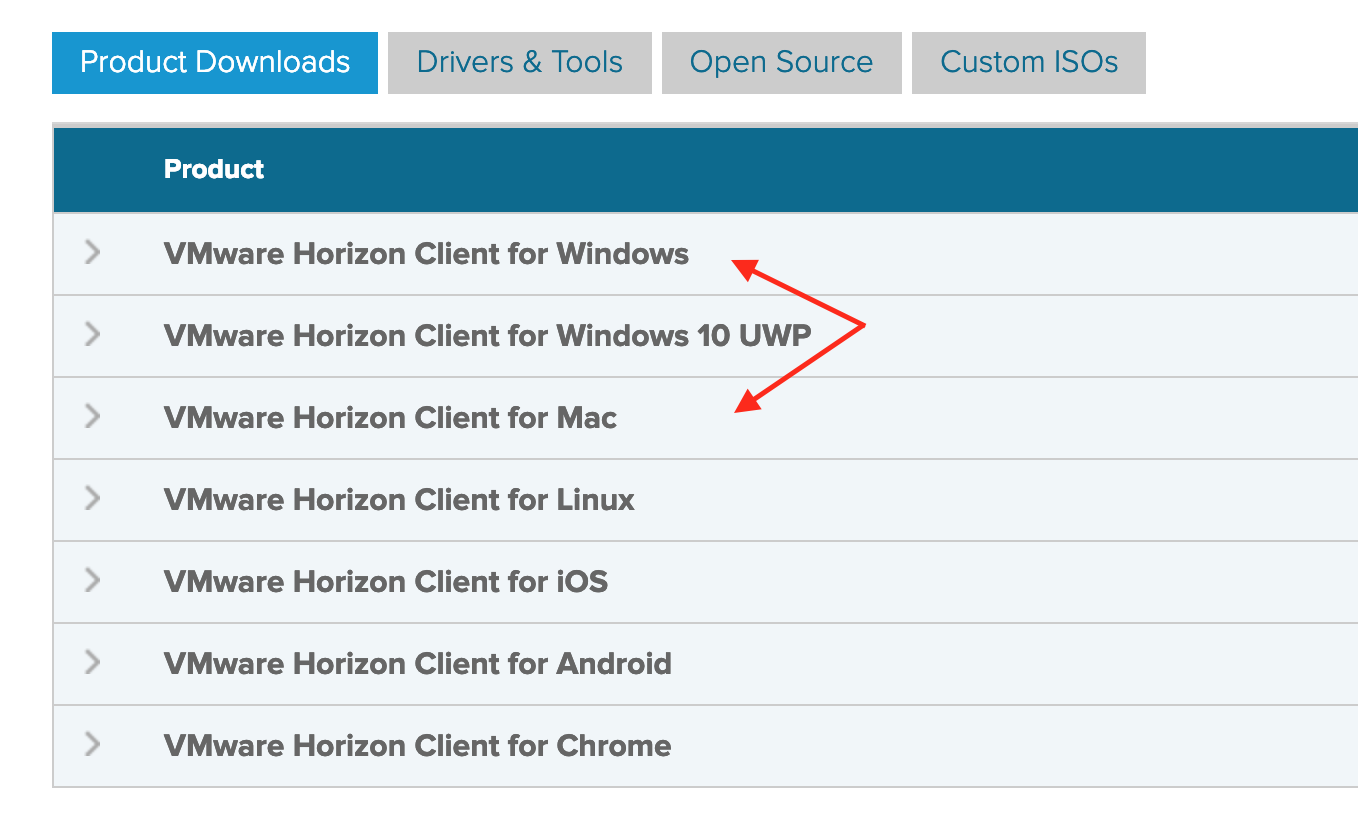 Product Downloads
Drivers & Tools
Open Source
Custom ISOs
Product
VMware Horizon Client for Windows
VMware Horizon Client for Windows 10 UWP
VMware Horizon Client for Mac
VMware Horizon Client for Linux
VMware Horizon Client for iOS
VMware Horizon Client for Android
VMware Horizon Client for Chrome